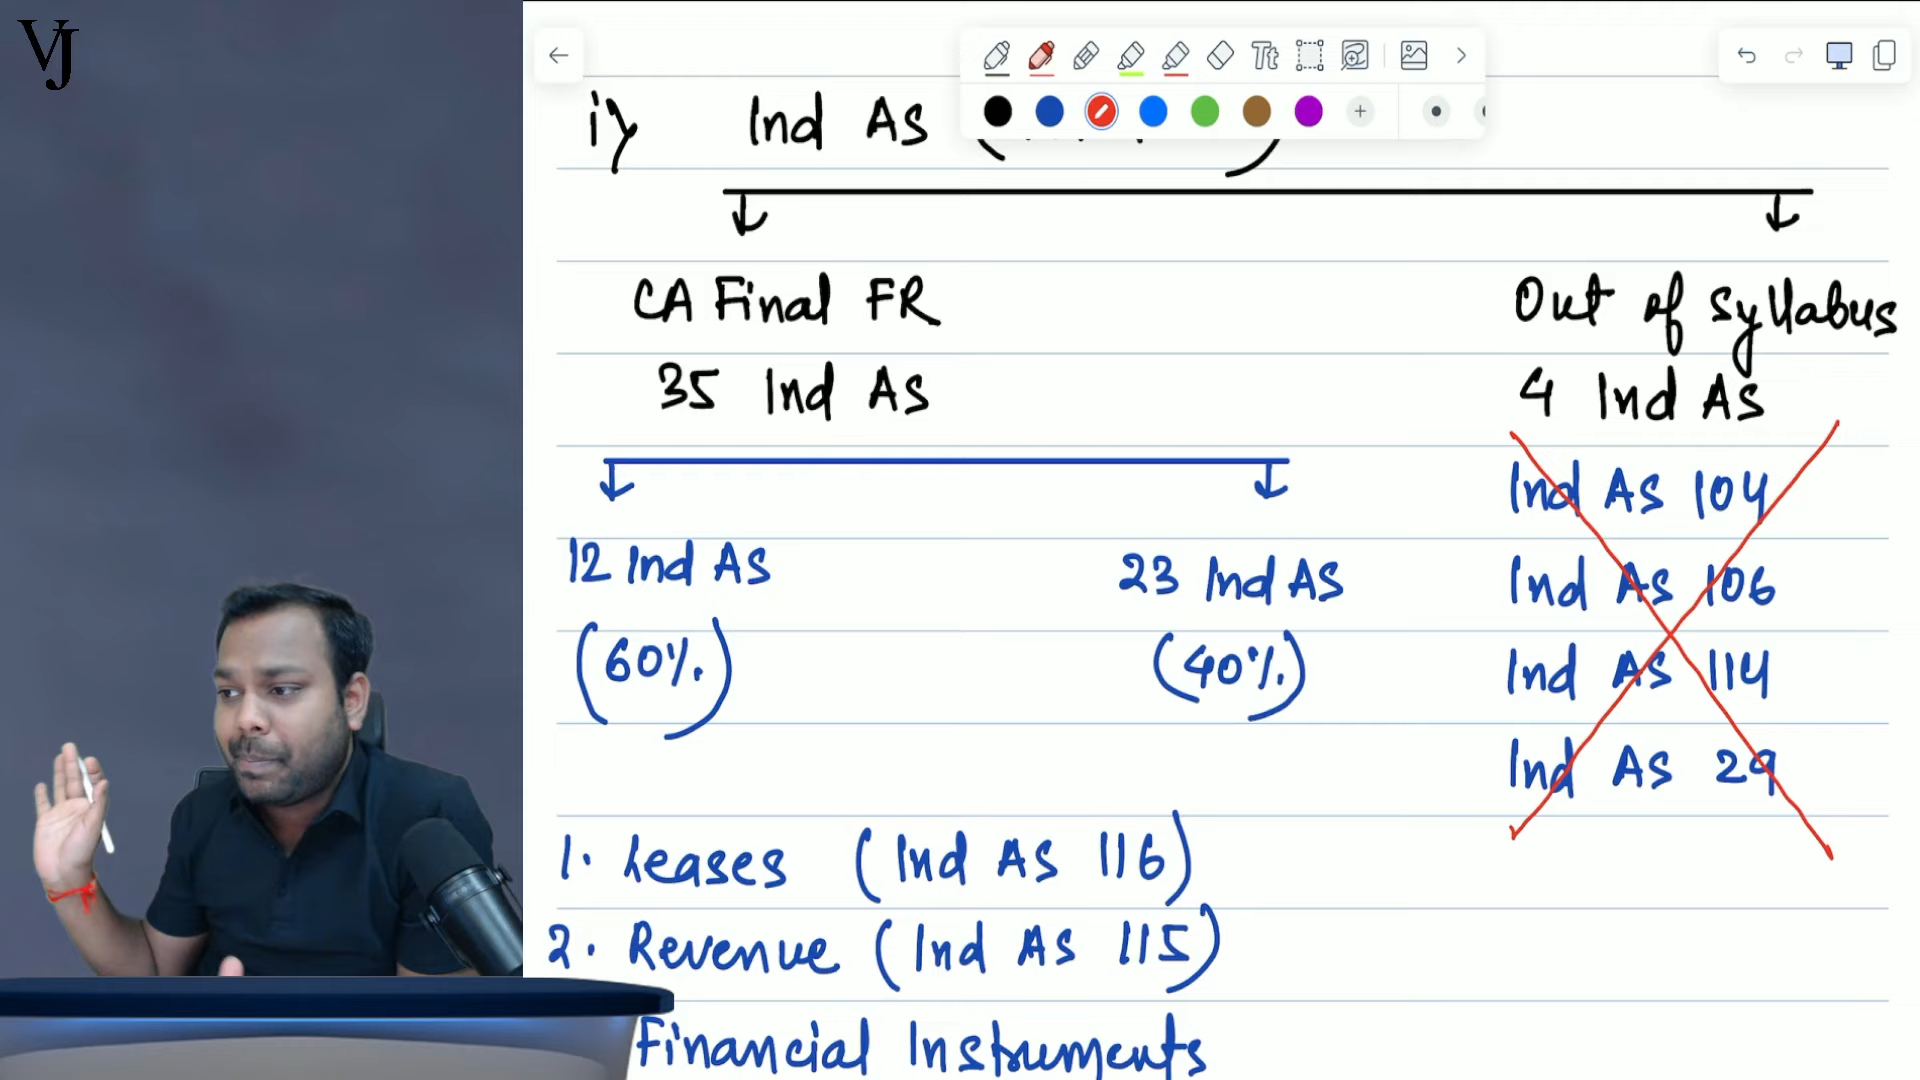 VJ
Tt
i) Ind As (
CA Final FR
Out of Syllabus
35 Ind AS
4 Ind AS
Ind AS 104
12 Ind AS
23 Ind AS
Ind AS 106
(60%)
(40%)
Ind AS 114
Ind AS 29
1. Leases (Ind AS 116)
2. Revenue (Ind AS 115)
Financial Instruments